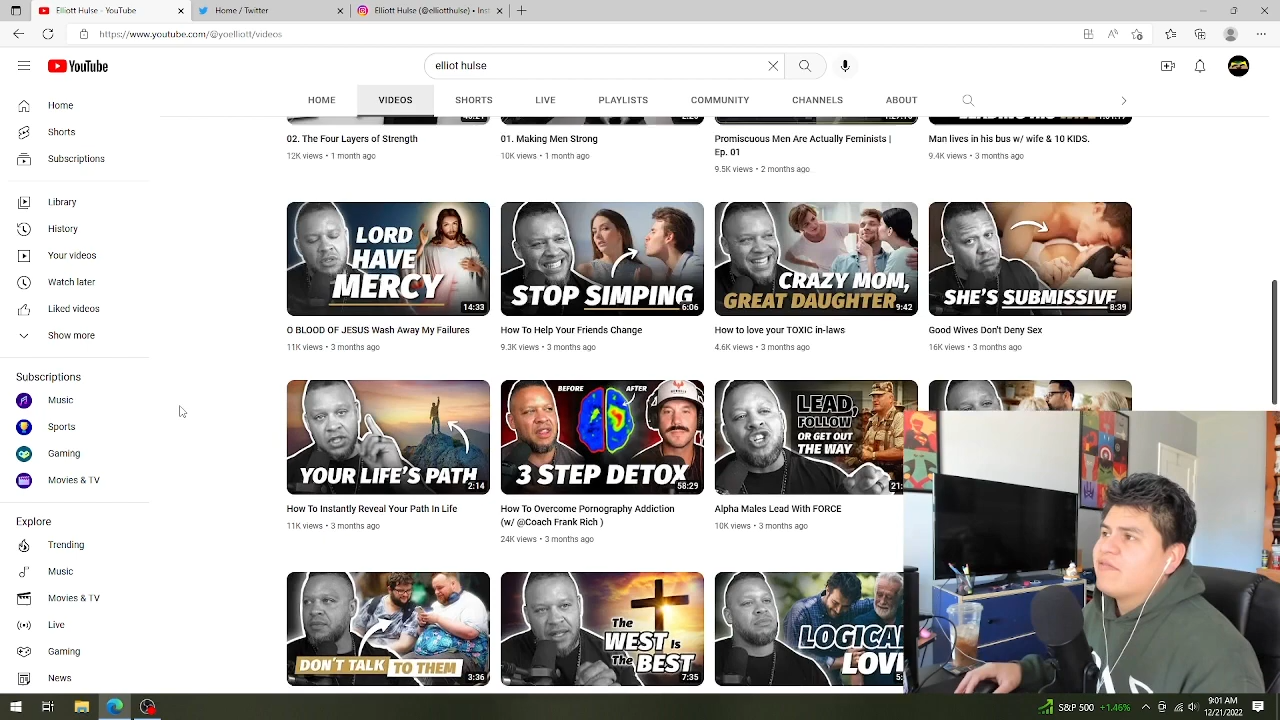 Elliott Hulse - YouTube
Home / Twitter
Elliott Hulse (@elliotthulse) • Inst
https://www.youtube.com/@yoelliott/videos
YouTube
elliot hulse
HOME VIDEOS SHORTS LIVE PLAYLISTS COMMUNITY CHANNELS ABOUT
Home
Shorts
Subscriptions
Library
History
Your videos
Watch later
Liked videos
Show more
Subscriptions
Music
Sports
Gaming
Movies & TV
Explore
Trending
Music
Movies & TV
Live
Gaming
News
02. The Four Layers of Strength
12K views • 1 month ago
01. Making Men Strong
10K views • 1 month ago
Promiscuous Men Are Actually Feminists |
Ep. 01
9.5K views • 2 months ago
Man lives in his bus w/ wife & 10 KIDS.
9.4K views • 3 months ago
LORD
HAVE
MERCY
14:33
O BLOOD OF JESUS Wash Away My Failures
11K views • 3 months ago
STOP SIMPING
6:06
How To Help Your Friends Change
9.3K views • 3 months ago
CRAZY MOM,
GREAT DAUGHTER
9:42
How to love your TOXIC in-laws
4.6K views • 3 months ago
SHE'S SUBMISSIVE
8:39
Good Wives Don't Deny Sex
16K views • 3 months ago
YOUR LIFE'S PATH
2:14
How To Instantly Reveal Your Path In Life
11K views • 3 months ago
BEFORE AFTER
3 STEP DETOX
58:29
How To Overcome Pornography Addiction
(w/ @Coach Frank Rich )
24K views • 3 months ago
LEAD,
FOLLOW
OR GET OUT
THE WAY
21:
Alpha Males Lead With FORCE
10K views • 3 months ago
DON'T TALK TO THEM
3:36
The
WEST Is
The BEST
7:35
LOGICAL
LOVE
5:
S&P 500 +1.46%
9:01 AM
12/21/2022